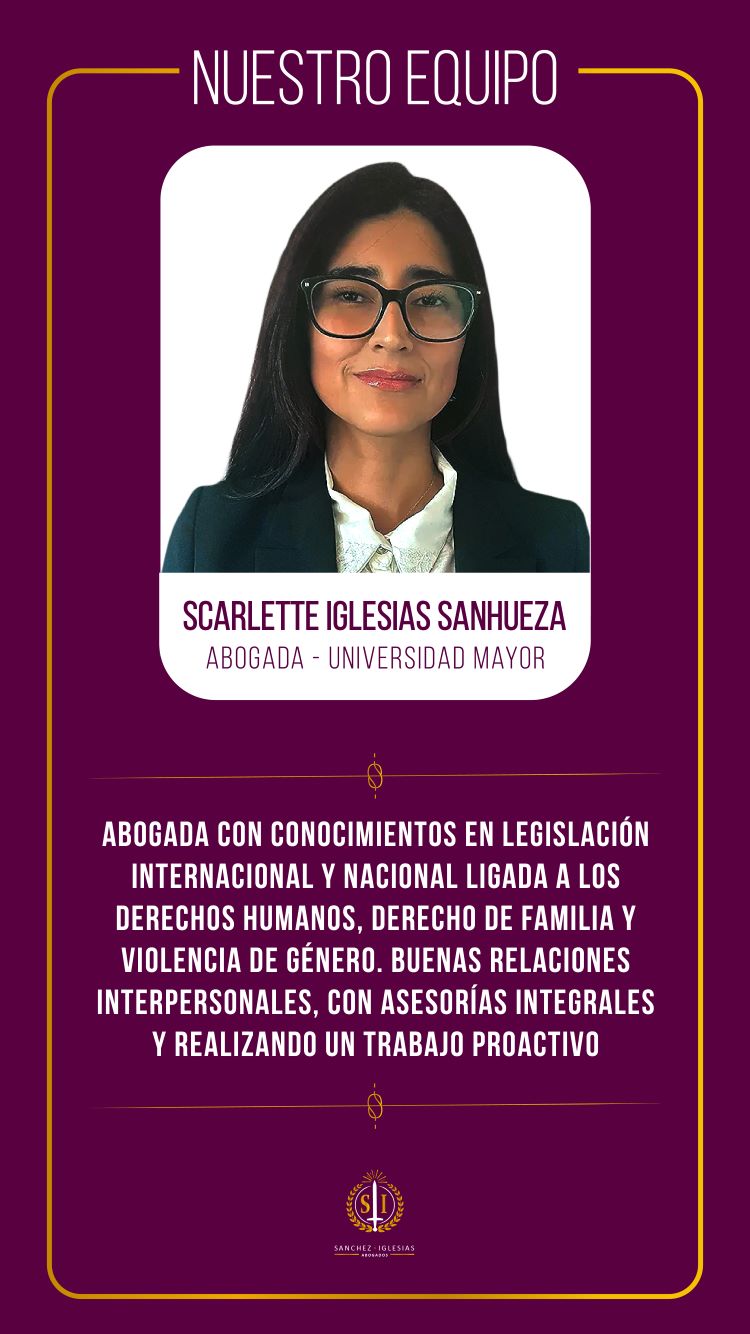 NUESTRO EQUIPO
SCARLETTE IGLESIAS SANHUEZA
ABOGADA - UNIVERSIDAD MAYOR
ABOGADA CON CONOCIMIENTOS EN LEGISLACIÓN
INTERNACIONAL Y NACIONAL LIGADA A LOS
DERECHOS HUMANOS, DERECHO DE FAMILIA Y
VIOLENCIA DE GÉNERO. BUENAS RELACIONES
INTERPERSONALES, CON ASESORÍAS INTEGRALES
Y REALIZANDO UN TRABAJO PROACTIVO
S I
SANCHEZ · IGLESIAS
ABOGADOS